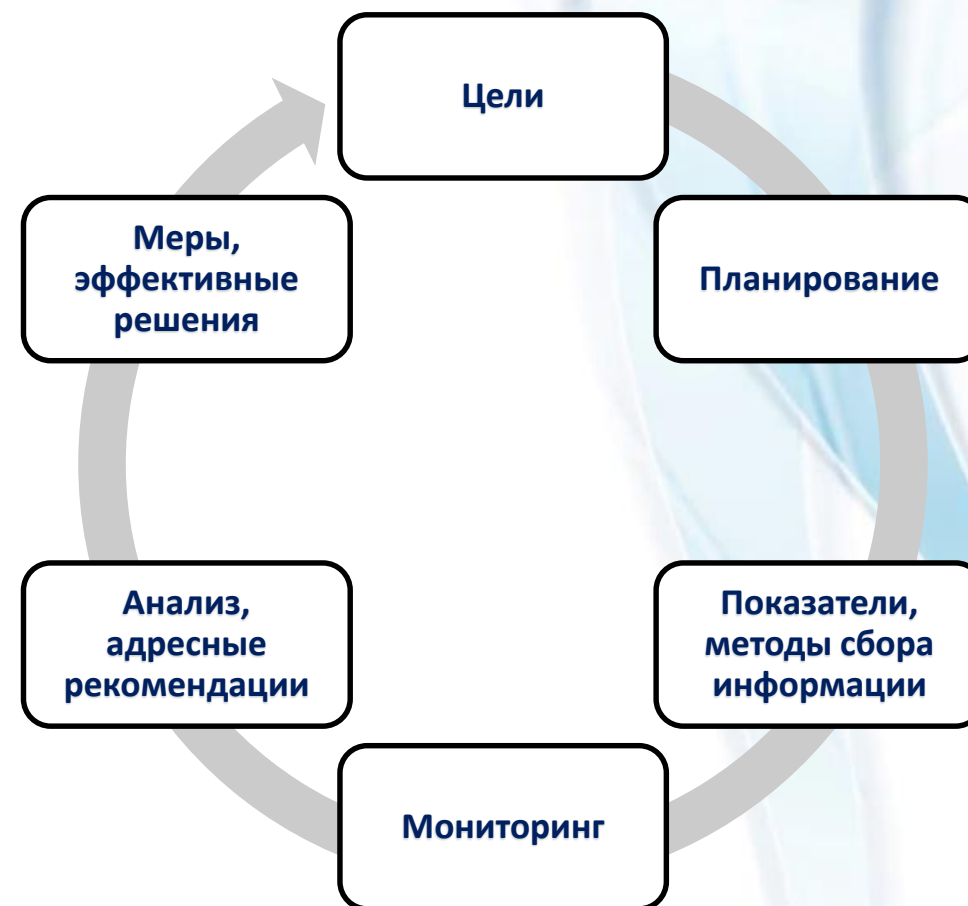 Цели
Планирование
Показатели,
методы сбора
информации
Мониторинг
Анализ,
адресные
рекомендации
Меры,
эффективные
решения